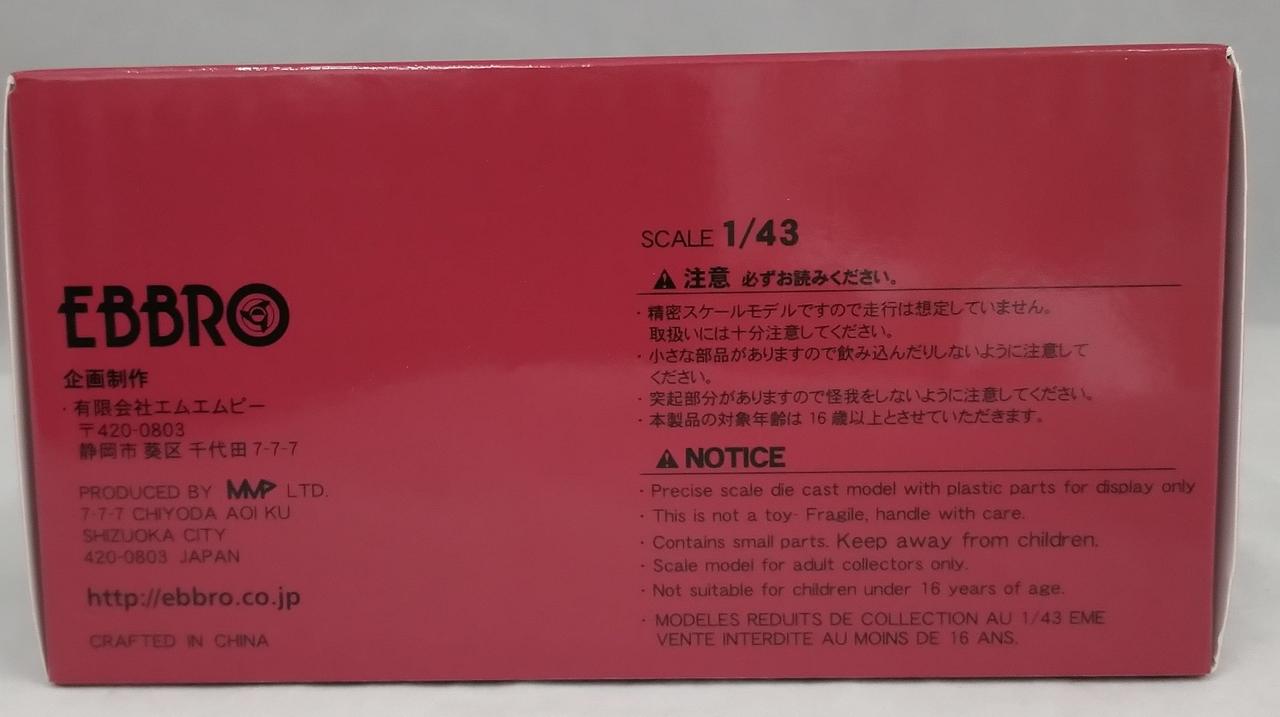 EBBRO
企画制作
・有限会社エムエムピー
〒420-0803
静岡市 葵区 千代田 7-7-7
PRODUCED BY MMP LTD.
7-7-7 CHIYODA AOI KU
SHIZUOKA CITY
420-0803 JAPAN
http://ebbro.co.jp
CRAFTED IN CHINA
SCALE 1/43
注意 必ずお読みください。
・精密スケールモデルですので走行は想定していません。
取扱いには十分注意してください。
・小さな部品がありますので飲み込んだりしないように注意して
ください。
・突起部分がありますので怪我をしないように注意してください。
・本製品の対象年齢は 16 歳以上とさせていただきます。
NOTICE
・Precise scale die cast model with plastic parts for display only
・This is not a toy- Fragile, handle with care.
・Contains small parts. Keep away from children.
・Scale model for adult collectors only.
・Not suitable for children under 16 years of age.
・MODELES REDUITS DE COLLECTION AU 1/43 EME
VENTE INTERDITE AU MOINS DE 16 ANS.